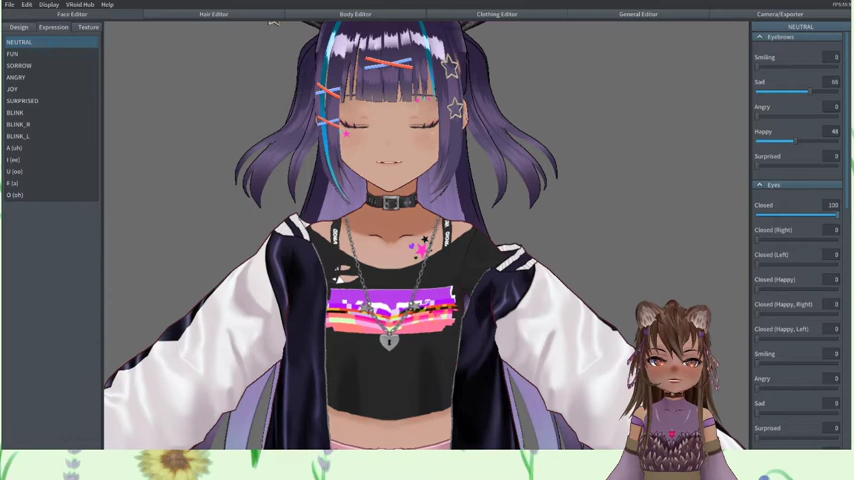 File Edit Display VRoid Hub Help
Face Editor Hair Editor Body Editor Clothing Editor General Editor Camera/Exporter
Design Expression Texture
NEUTRAL
FUN
SORROW
ANGRY
JOY
SURPRISED
BLINK
BLINK_R
BLINK_L
A (uh)
I (ee)
U (oo)
E (a)
O (oh)
NEUTRAL
Eyebrows
Smiling 0
Sad 66
Angry 0
Happy 48
Surprised 0
Eyes
Closed 100
Closed (Right) 0
Closed (Left) 0
Closed (Happy) 0
Closed (Happy, Right) 0
Closed (Happy, Left) 0
Smiling 0
Angry 0
Sad 0
Surprised 0